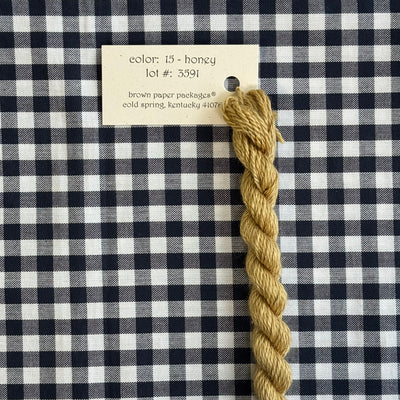 color: 15 - honey
lot #: 3591
brown paper packages®
cold spring, kentucky 41076